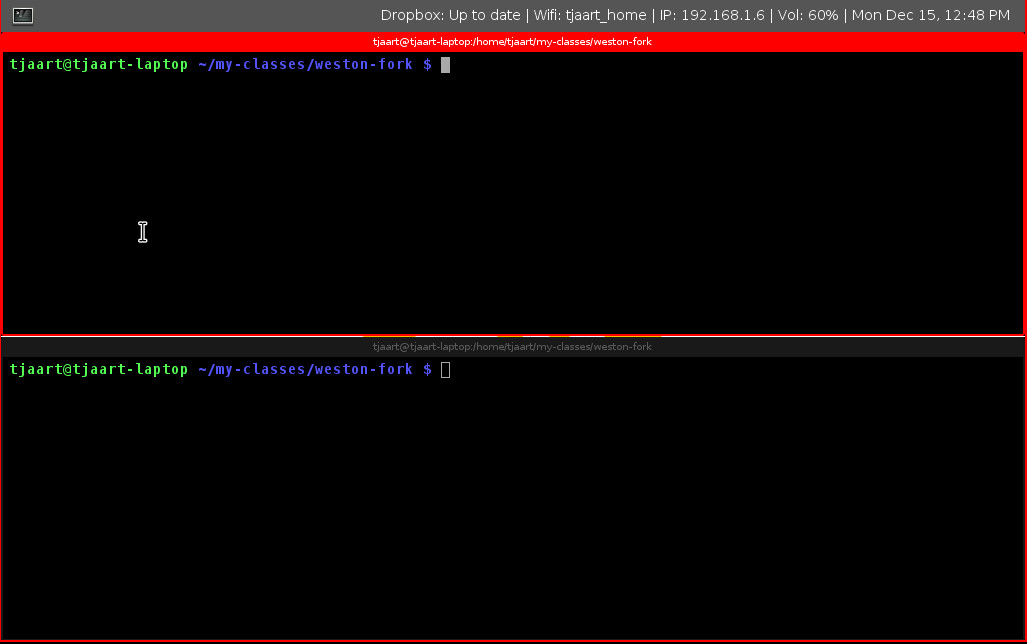 Dropbox: Up to date | Wifi: tjaart_home | IP: 192.168.1.6 | Vol: 60% | Mon Dec 15, 12:48 PM
tjaart@tjaart-laptop:/home/tjaart/my-classes/weston-fork
tjaart@tjaart-laptop ~/my-classes/weston-fork $
tjaart@tjaart-laptop:/home/tjaart/my-classes/weston-fork
tjaart@tjaart-laptop ~/my-classes/weston-fork $